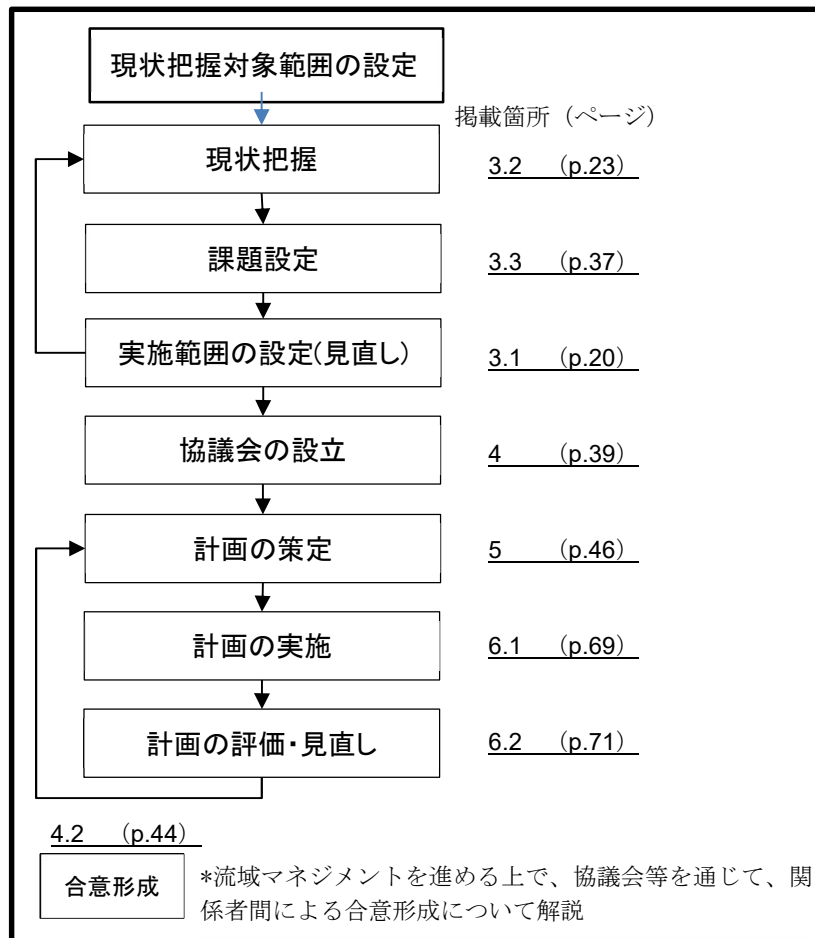 現状把握対象範囲の設定
掲載箇所（ページ）
現状把握
3.2 （p.23）
課題設定
3.3 （p.37）
実施範囲の設定(見直し)
3.1 （p.20）
協議会の設立
4 （p.39）
計画の策定
5 （p.46）
計画の実施
6.1 （p.69）
計画の評価・見直し
6.2 （p.71）
4.2 （p.44）
合意形成
*流域マネジメントを進める上で、協議会等を通じて、関
係者間による合意形成について解説